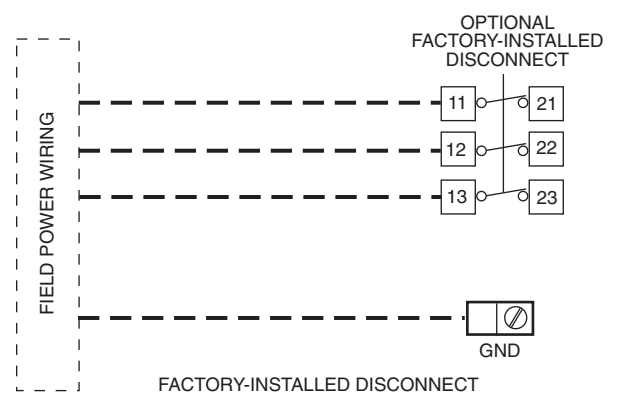 OPTIONAL
FACTORY-INSTALLED
DISCONNECT
11 21
12 22
13 23
FIELD POWER WIRING
GND
FACTORY-INSTALLED DISCONNECT